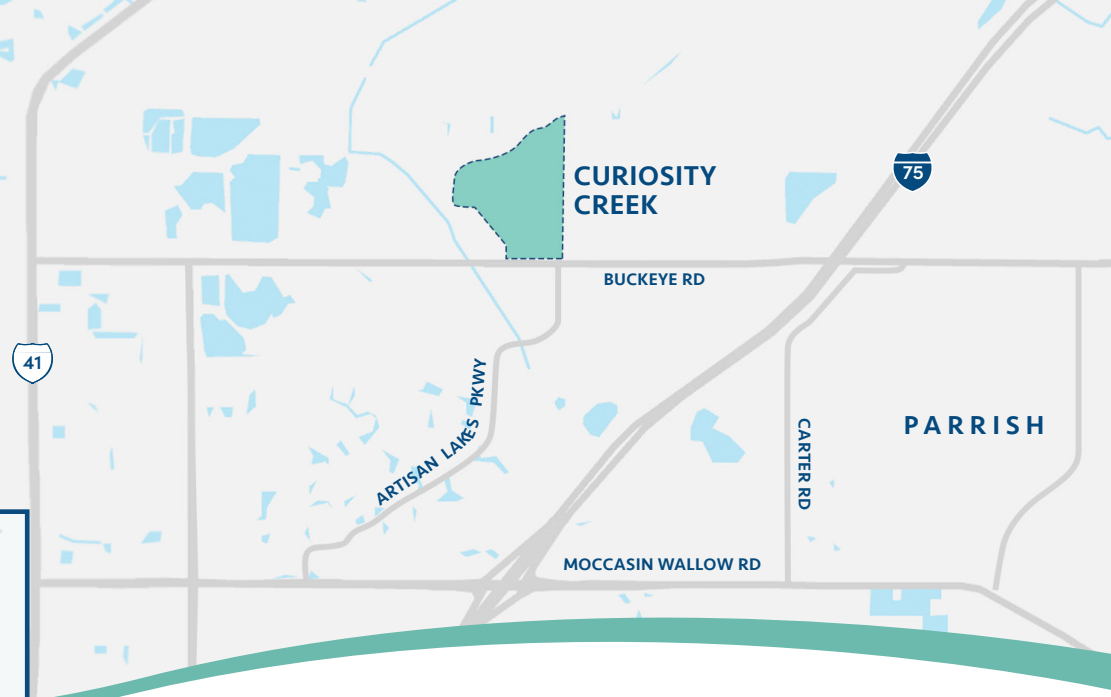 CURIOSITY
CREEK
75
BUCKEYE RD
41
ARTISAN LAKES PKWY
CARTER RD
PARRISH
MOCCASIN WALLOW RD